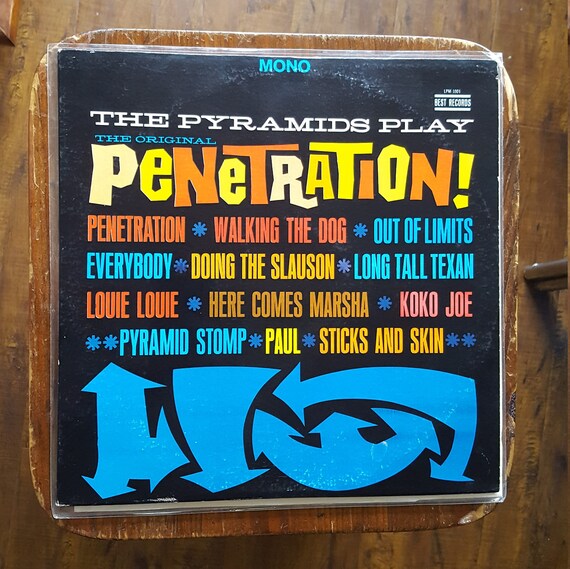 MONO
LPM 1001
BEST RECORDS
THE PYRAMIDS PLAY
THE ORIGINAL
PENETRATION!
PENETRATION * WALKING THE DOG * OUT OF LIMITS
EVERYBODY * DOING THE SLAUSON * LONG TALL TEXAN
LOUIE LOUIE * HERE COMES MARSHA * KOKO JOE
**PYRAMID STOMP * PAUL * STICKS AND SKIN**